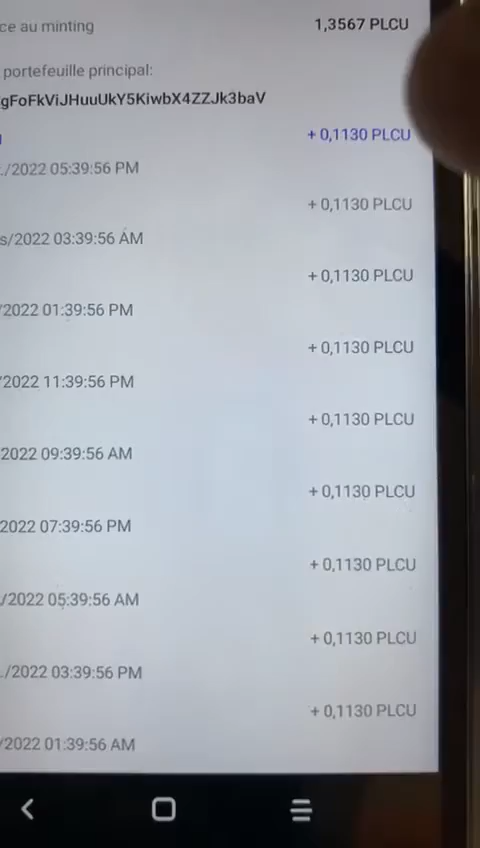 ce au minting 1,3567 PLCU
portefeuille principal:
gFoFkViJHuuUkY5KiwbX4ZZJk3baV
+ 0,1130 PLCU
./2022 05:39:56 PM
+ 0,1130 PLCU
s/2022 03:39:56 AM
+ 0,1130 PLCU
/2022 01:39:56 PM
+ 0,1130 PLCU
/2022 11:39:56 PM
+ 0,1130 PLCU
2022 09:39:56 AM
+ 0,1130 PLCU
2022 07:39:56 PM
+ 0,1130 PLCU
/2022 05:39:56 AM
+ 0,1130 PLCU
./2022 03:39:56 PM
+ 0,1130 PLCU
/2022 01:39:56 AM